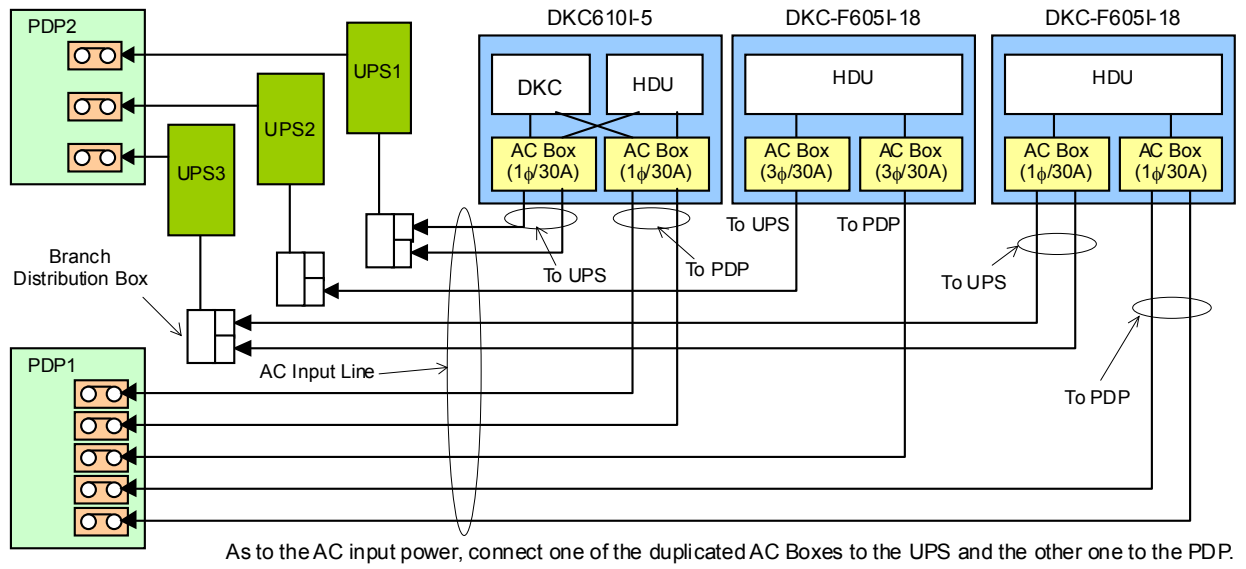 DKC610I-5
DKC-F605I-18
DKC-F605I-18
PDP2
UPS1
UPS2
UPS3
DKC
HDU
HDU
HDU
AC Box
(1ϕ/30A)
AC Box
(1ϕ/30A)
AC Box
(3ϕ/30A)
AC Box
(3ϕ/30A)
AC Box
(1ϕ/30A)
AC Box
(1ϕ/30A)
To UPS
To PDP
To UPS
To PDP
To UPS
To PDP
Branch
Distribution Box
AC Input Line
PDP1
As to the AC input power, connect one of the duplicated AC Boxes to the UPS and the other one to the PDP.